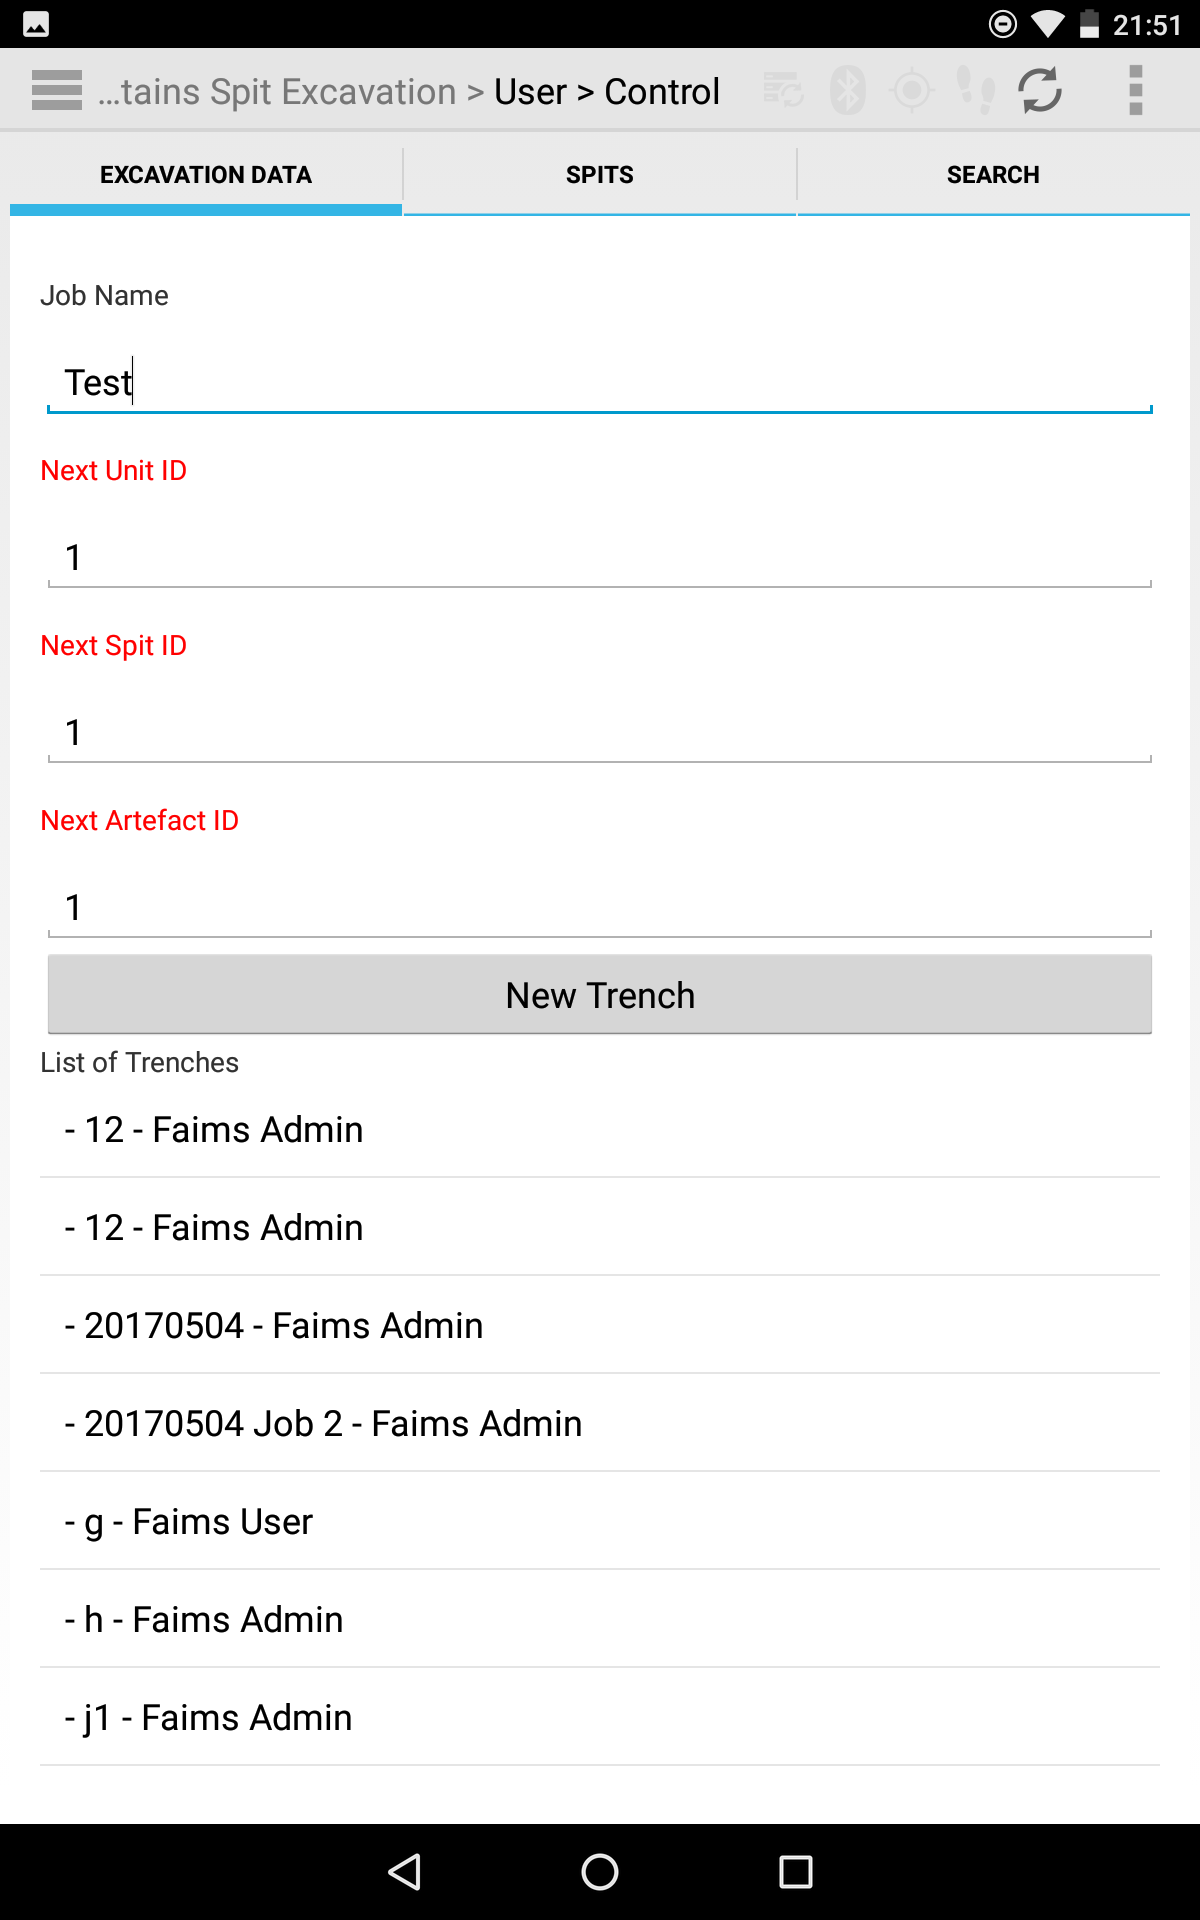 21:51
...tains Spit Excavation > User > Control
EXCAVATION DATA
SPITS
SEARCH
Job Name
Test
Next Unit ID
1
Next Spit ID
1
Next Artefact ID
1
New Trench
List of Trenches
- 12 - Faims Admin
- 12 - Faims Admin
- 20170504 - Faims Admin
- 20170504 Job 2 - Faims Admin
- g - Faims User
- h - Faims Admin
- j1 - Faims Admin